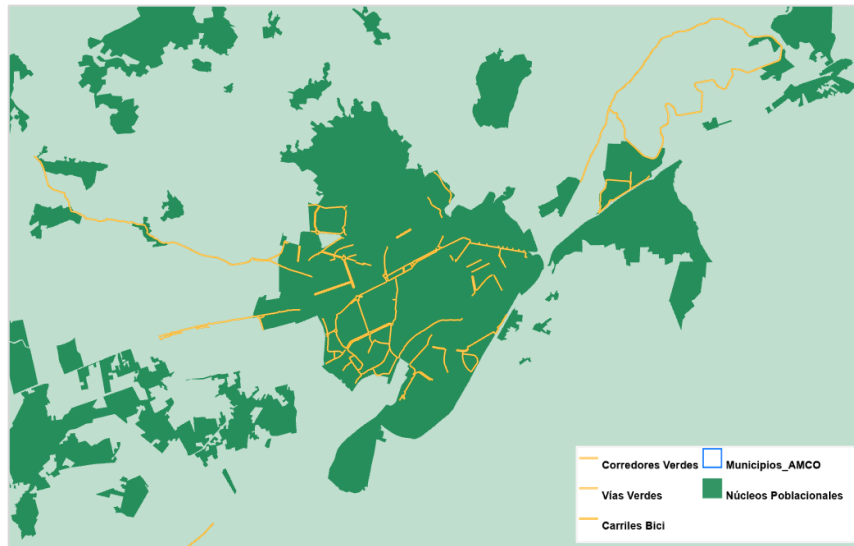 Corredores Verdes
Municipios_AMCO
Vías Verdes
Núcleos Poblacionales
Carriles Bici